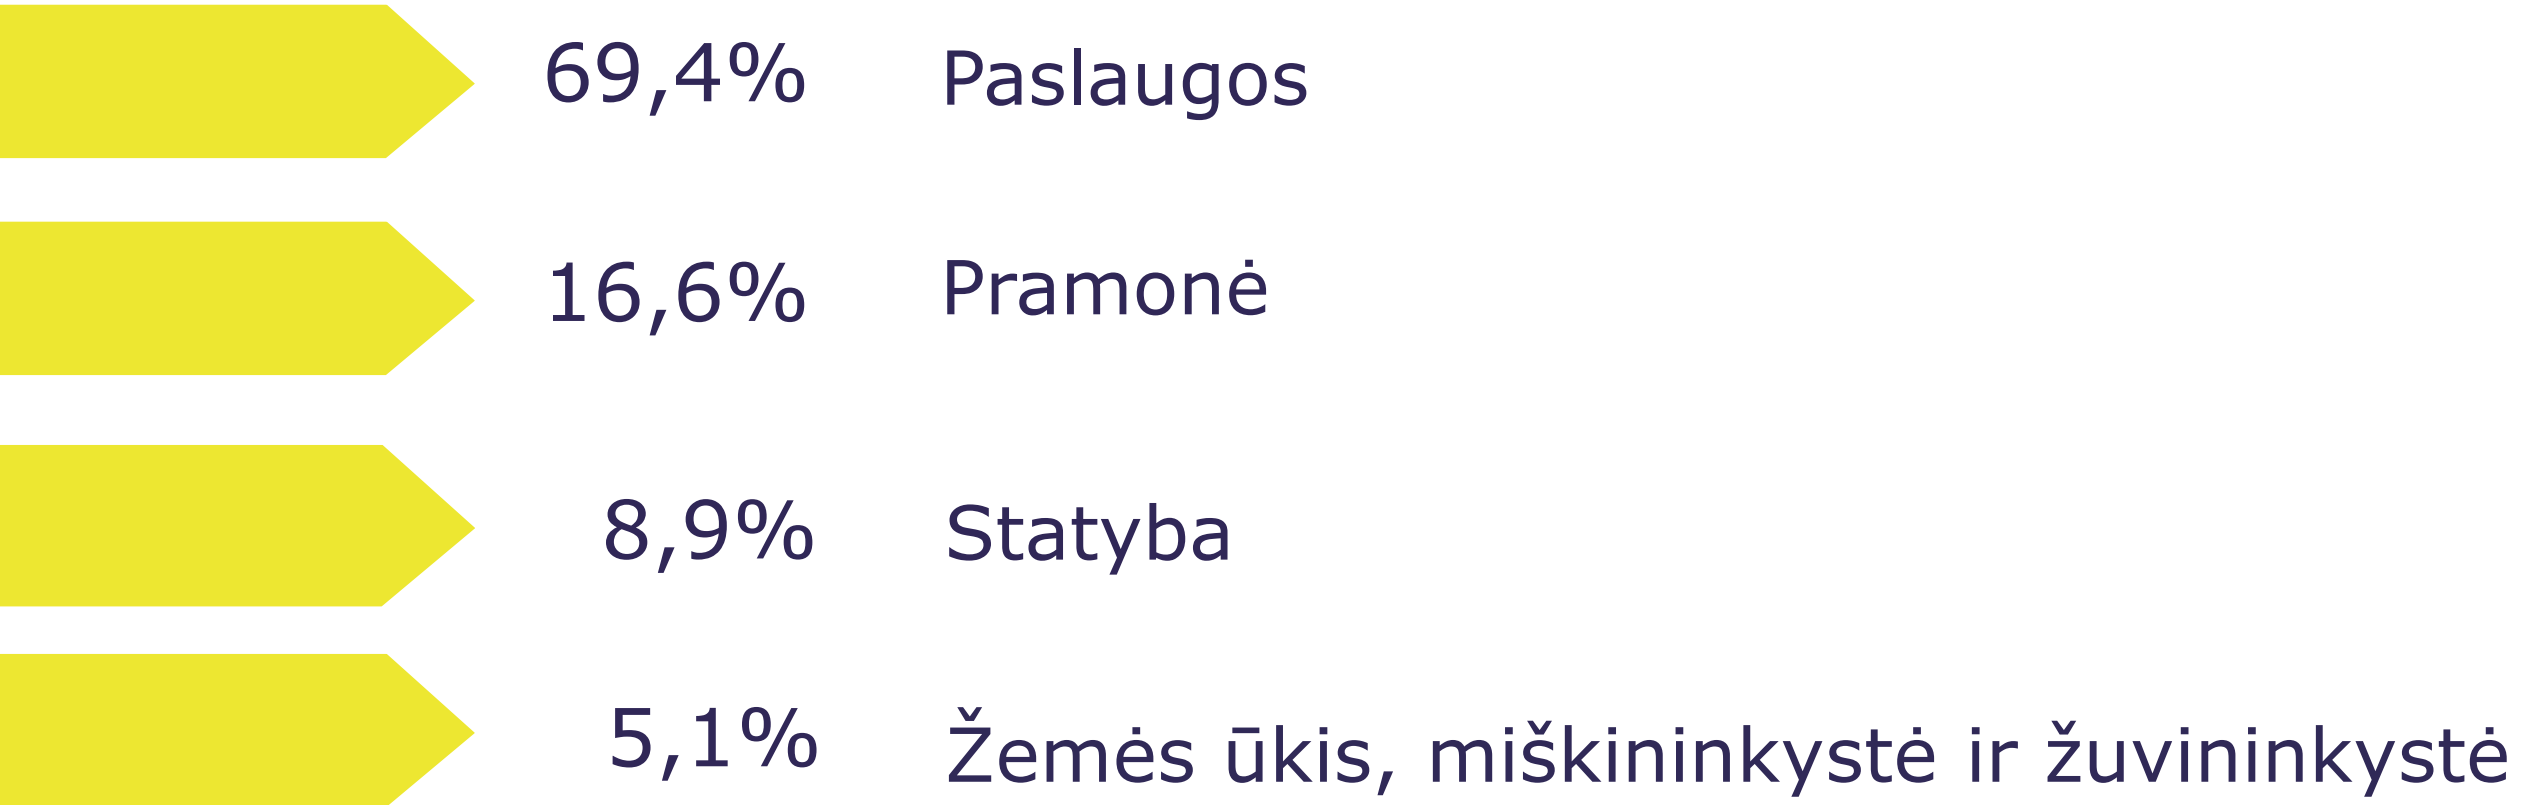 69,4% Paslaugos
16,6% Pramonė
8,9% Statyba
5,1% Žemės ūkis, miškininkystė ir žuvininkystė